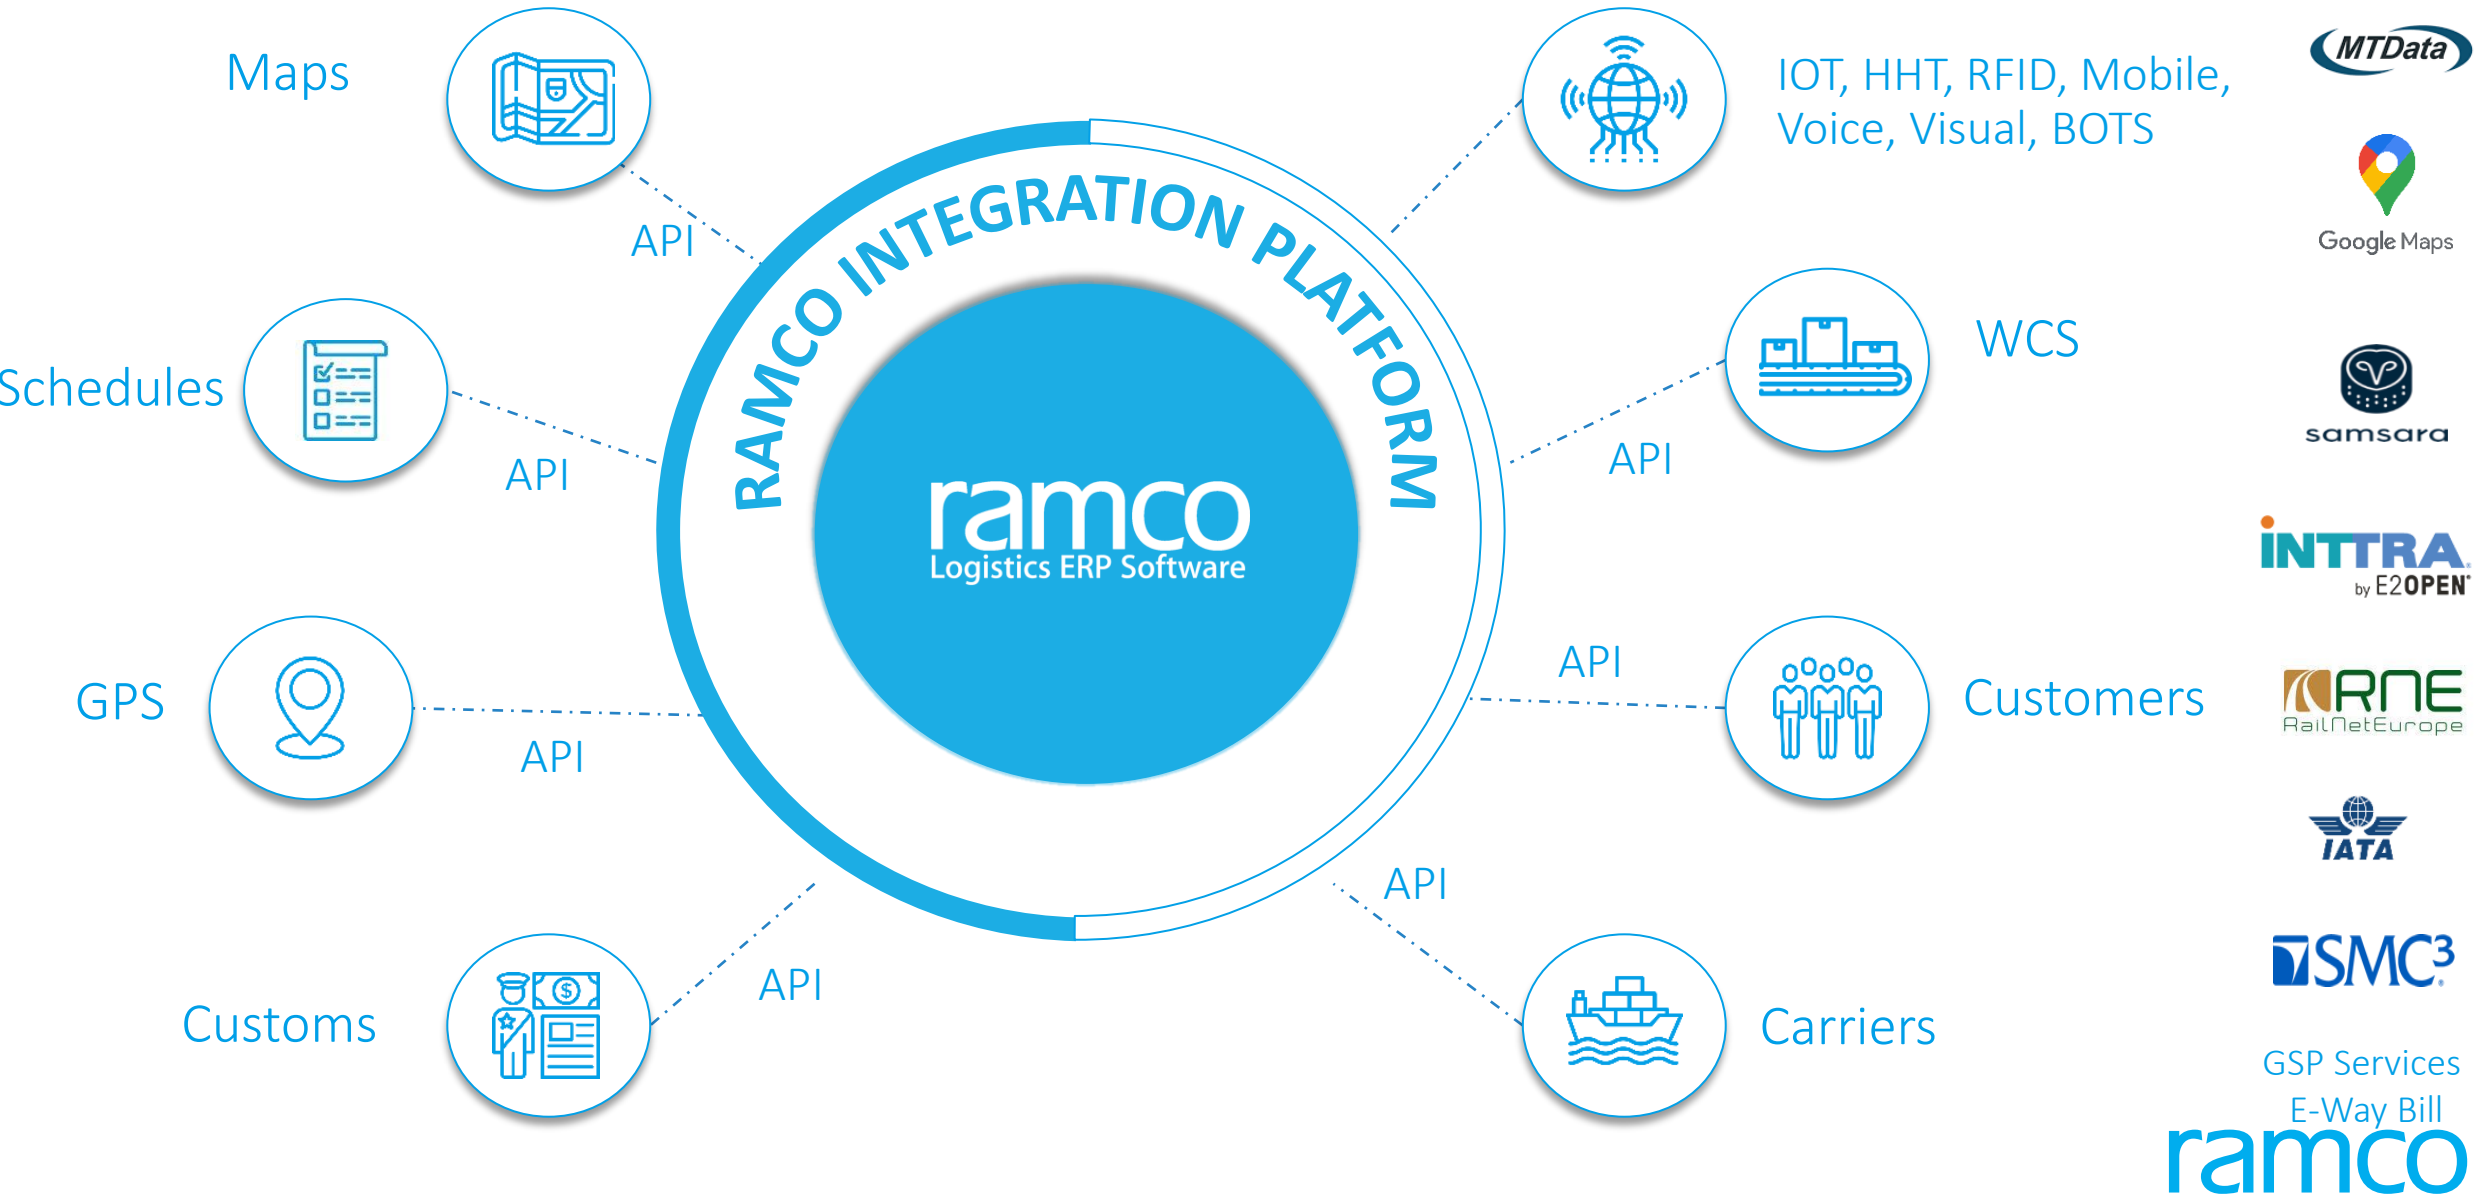 Maps
API
Schedules
API
GPS
API
Customs
API
RAMCO INTEGRATION PLATFORM
ramco
Logistics ERP Software
IOT, HHT, RFID, Mobile,
Voice, Visual, BOTS
WCS
API
API
Customers
API
Carriers
MTData
Google Maps
samsara
INTTRA
by E2OPEN
RNE
RailNetEurope
IATA
SMC³
GSP Services
E-Way Bill
ramco